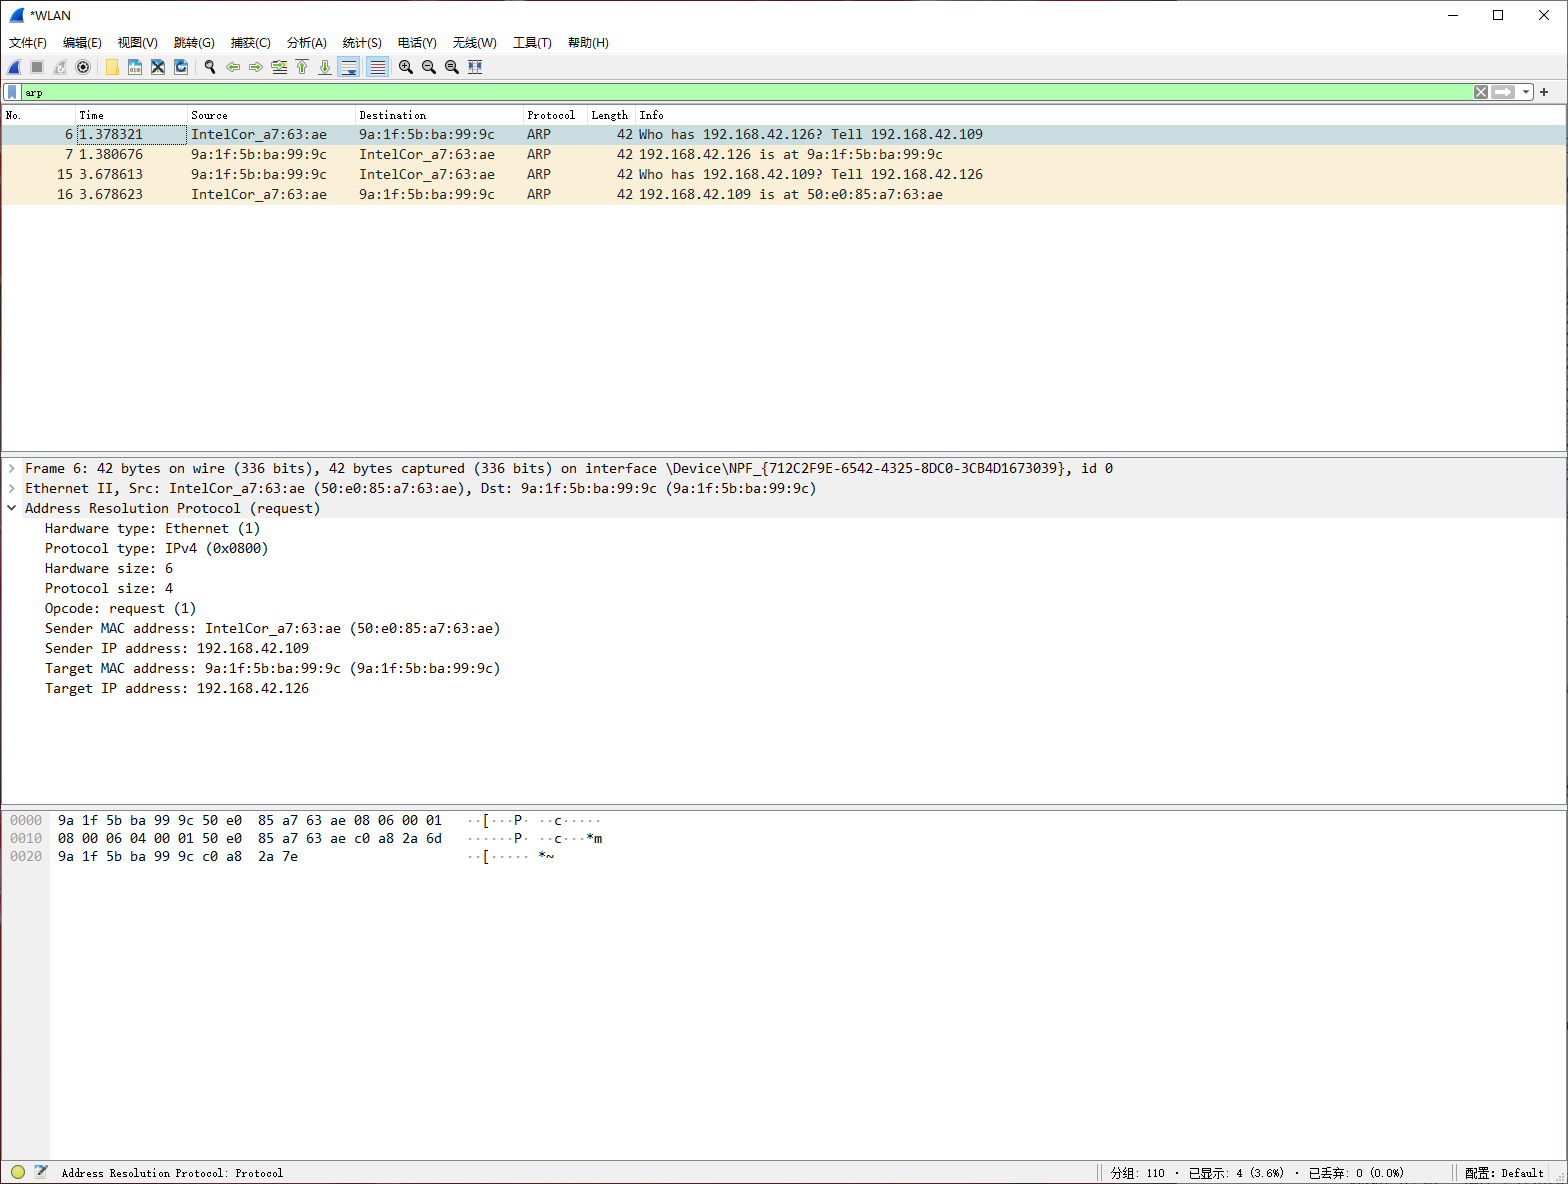 *WLAN
文件(F) 编辑(E) 视图(V) 跳转(G) 捕获(C) 分析(A) 统计(S) 电话(Y) 无线(W) 工具(T) 帮助(H)
arp
No. Time Source Destination Protocol Length Info
6 1.378321 IntelCor_a7:63:ae 9a:1f:5b:ba:99:9c ARP 42 Who has 192.168.42.126? Tell 192.168.42.109
7 1.380676 9a:1f:5b:ba:99:9c IntelCor_a7:63:ae ARP 42 192.168.42.126 is at 9a:1f:5b:ba:99:9c
15 3.678613 9a:1f:5b:ba:99:9c IntelCor_a7:63:ae ARP 42 Who has 192.168.42.109? Tell 192.168.42.126
16 3.678623 IntelCor_a7:63:ae 9a:1f:5b:ba:99:9c ARP 42 192.168.42.109 is at 50:e0:85:a7:63:ae
Frame 6: 42 bytes on wire (336 bits), 42 bytes captured (336 bits) on interface \Device\NPF_{712C2F9E-6542-4325-8DC0-3CB4D1673039}, id 0
Ethernet II, Src: IntelCor_a7:63:ae (50:e0:85:a7:63:ae), Dst: 9a:1f:5b:ba:99:9c (9a:1f:5b:ba:99:9c)
Address Resolution Protocol (request)
Hardware type: Ethernet (1)
Protocol type: IPv4 (0x0800)
Hardware size: 6
Protocol size: 4
Opcode: request (1)
Sender MAC address: IntelCor_a7:63:ae (50:e0:85:a7:63:ae)
Sender IP address: 192.168.42.109
Target MAC address: 9a:1f:5b:ba:99:9c (9a:1f:5b:ba:99:9c)
Target IP address: 192.168.42.126
0000 9a 1f 5b ba 99 9c 50 e0 85 a7 63 ae 08 06 00 01 ··[···P· ··c·····
0010 08 00 06 04 00 01 50 e0 85 a7 63 ae c0 a8 2a 6d ······P· ··c···*m
0020 9a 1f 5b ba 99 9c c0 a8 2a 7e ··[····· *~
Address Resolution Protocol: Protocol 分组: 110 · 已显示: 4 (3.6%) · 已丢弃: 0 (0.0%) 配置: Default